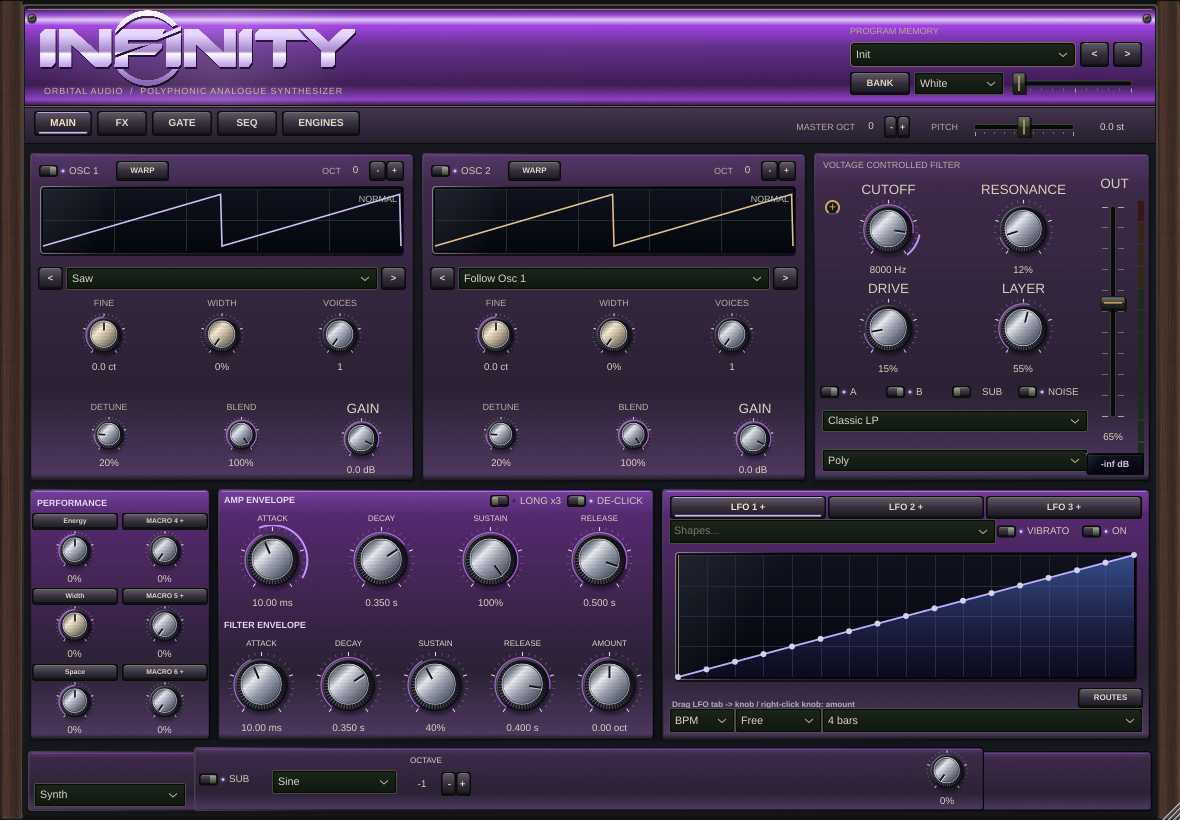 INFINITY
ORBITAL AUDIO / POLYPHONIC ANALOGUE SYNTHESIZER
PROGRAM MEMORY
Init
<
>
BANK
White
MAIN
FX
GATE
SEQ
ENGINES
MASTER OCT 0 - +
PITCH 0.0 st
OSC 1
WARP
OCT 0 - +
NORMAL
< Saw >
FINE WIDTH VOICES
0.0 ct 0% 1
DETUNE BLEND GAIN
20% 100% 0.0 dB
OSC 2
WARP
OCT 0 - +
NORMAL
< Follow Osc 1 >
FINE WIDTH VOICES
0.0 ct 0% 1
DETUNE BLEND GAIN
20% 100% 0.0 dB
VOLTAGE CONTROLLED FILTER
CUTOFF RESONANCE OUT
+
8000 Hz 12%
DRIVE LAYER
15% 55%
A B SUB NOISE
Classic LP
65%
Poly
-inf dB
PERFORMANCE
Energy MACRO 4 +
0% 0%
Width MACRO 5 +
0% 0%
Space MACRO 6 +
0% 0%
AMP ENVELOPE
LONG x3 DE-CLICK
ATTACK DECAY SUSTAIN RELEASE
10.00 ms 0.350 s 100% 0.500 s
FILTER ENVELOPE
ATTACK DECAY SUSTAIN RELEASE AMOUNT
10.00 ms 0.350 s 40% 0.400 s 0.00 oct
LFO 1 + LFO 2 + LFO 3 +
Shapes...
VIBRATO ON
ROUTES
Drag LFO tab -> knob / right-click knob: amount
BPM Free 4 bars
Synth
SUB
Sine
OCTAVE
-1 - +
0%